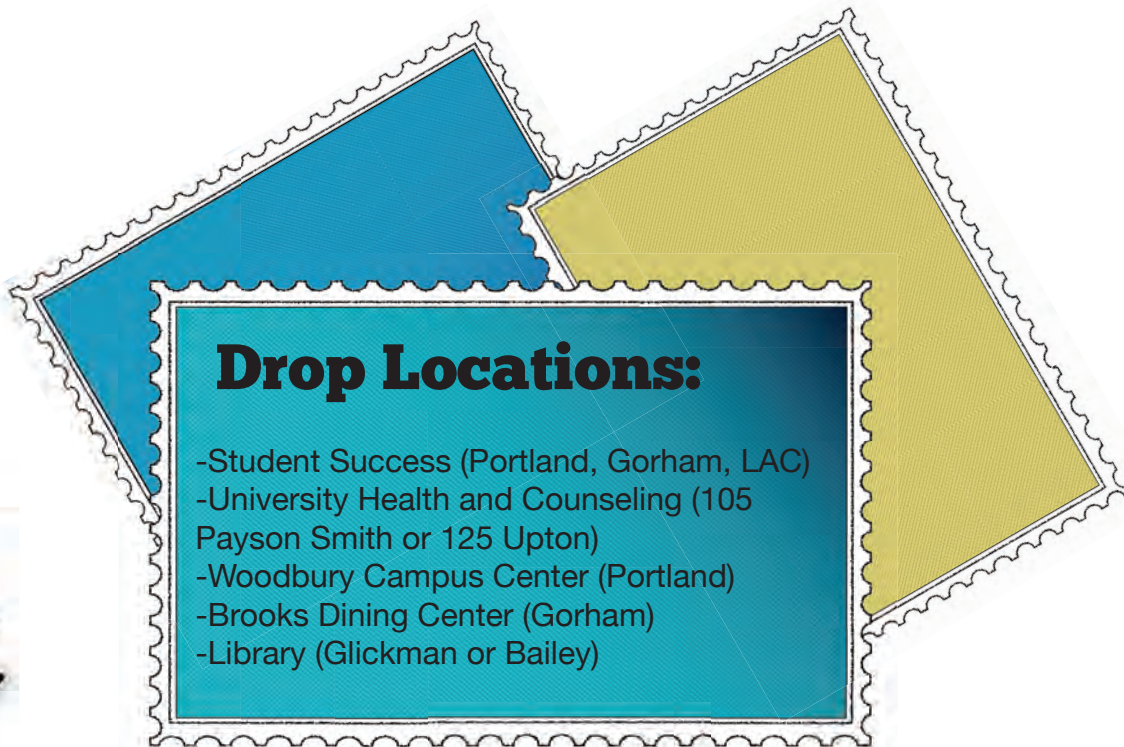 Drop Locations:
-Student Success (Portland, Gorham, LAC)
-University Health and Counseling (105
Payson Smith or 125 Upton)
-Woodbury Campus Center (Portland)
-Brooks Dining Center (Gorham)
-Library (Glickman or Bailey)